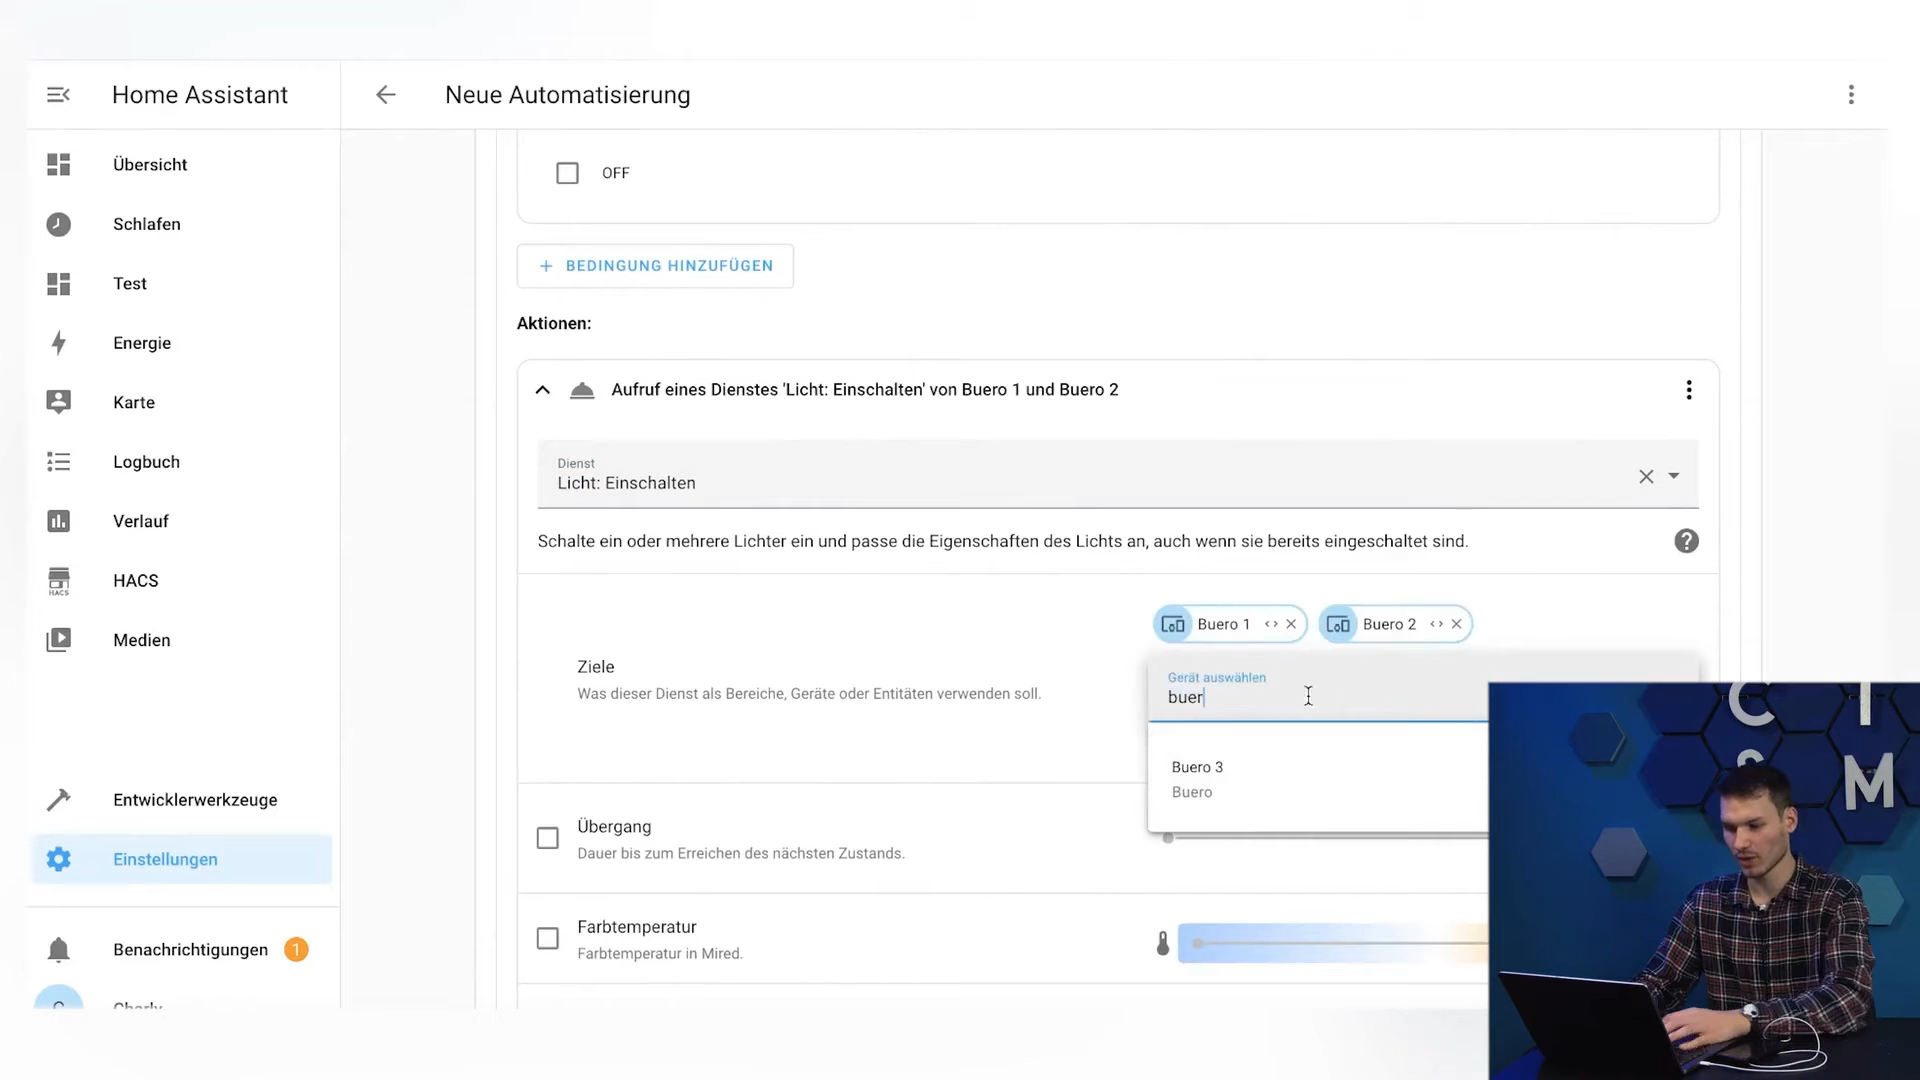 Home Assistant
Neue Automatisierung
Übersicht
Schlafen
Test
Energie
Karte
Logbuch
Verlauf
HACS
HACS
Medien
Entwicklerwerkzeuge
Einstellungen
Benachrichtigungen 1
OFF
+ BEDINGUNG HINZUFÜGEN
Aktionen:
Aufruf eines Dienstes 'Licht: Einschalten' von Buero 1 und Buero 2
Dienst
Licht: Einschalten
Schalte ein oder mehrere Lichter ein und passe die Eigenschaften des Lichts an, auch wenn sie bereits eingeschaltet sind.
Buero 1
Buero 2
Ziele
Was dieser Dienst als Bereiche, Geräte oder Entitäten verwenden soll.
Gerät auswählen
buer
Buero 3
Buero
Übergang
Dauer bis zum Erreichen des nächsten Zustands.
Farbtemperatur
Farbtemperatur in Mired.
M